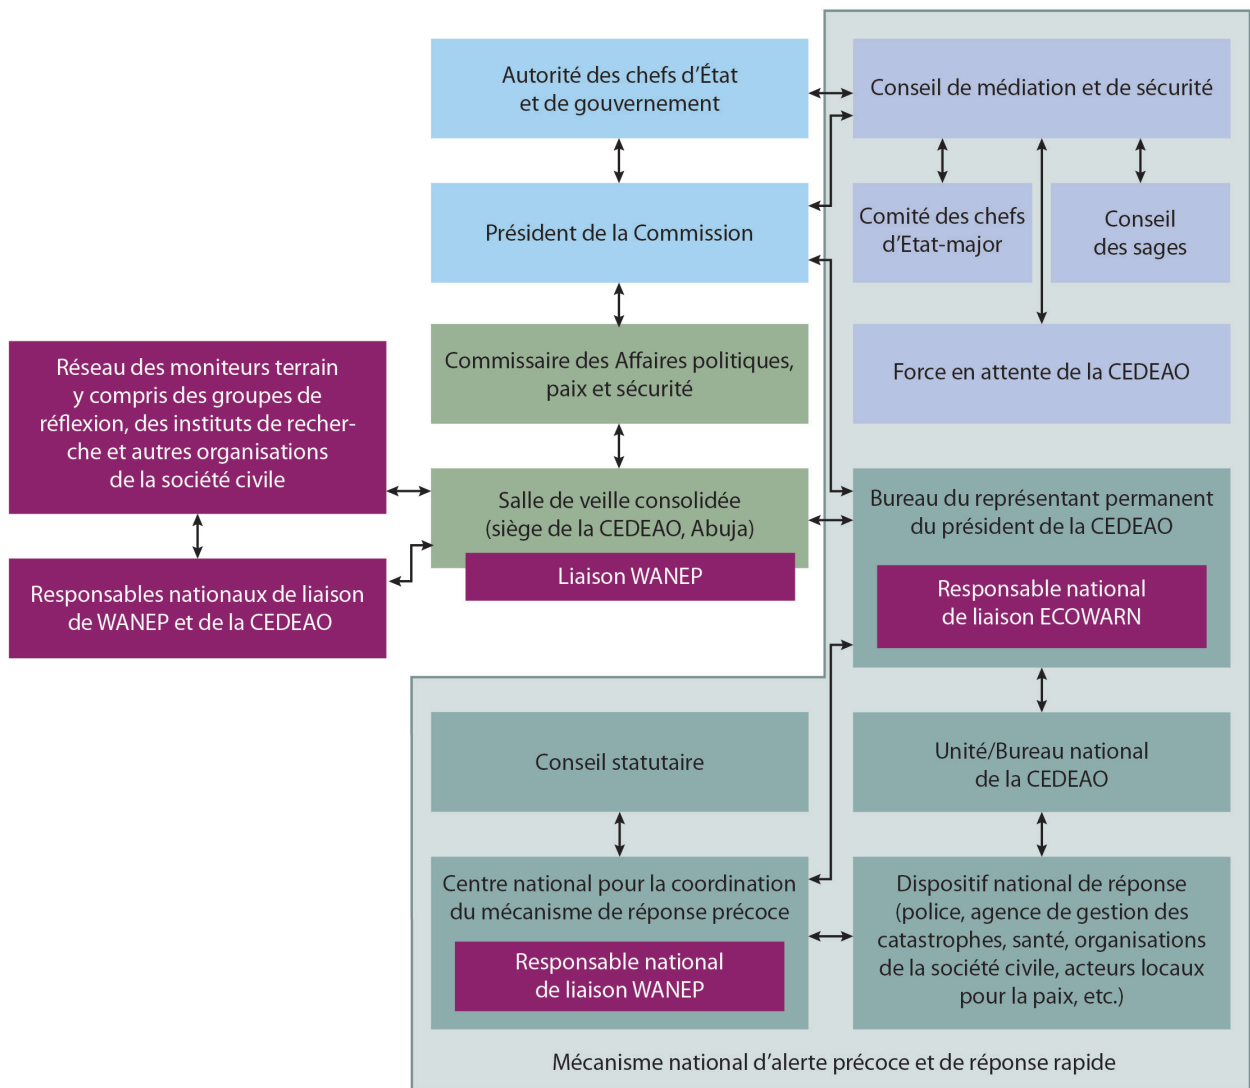 Autorité des chefs d'État
et de gouvernement
Conseil de médiation et de sécurité
Président de la Commission
Comité des chefs
d'Etat-major
Conseil
des sages
Commissaire des Affaires politiques,
paix et sécurité
Force en attente de la CEDEAO
Réseau des moniteurs terrain
y compris des groupes de
réflexion, des instituts de recher-
che et autres organisations
de la société civile
Salle de veille consolidée
(siège de la CEDEAO, Abuja)
Liaison WANEP
Bureau du représentant permanent
du président de la CEDEAO
Responsable national
de liaison ECOWARN
Responsables nationaux de liaison
de WANEP et de la CEDEAO
Conseil statutaire
Unité/Bureau national
de la CEDEAO
Centre national pour la coordination
du mécanisme de réponse précoce
Responsable national
de liaison WANEP
Dispositif national de réponse
(police, agence de gestion des
catastrophes, santé, organisations
de la société civile, acteurs locaux
pour la paix, etc.)
Mécanisme national d'alerte précoce et de réponse rapide